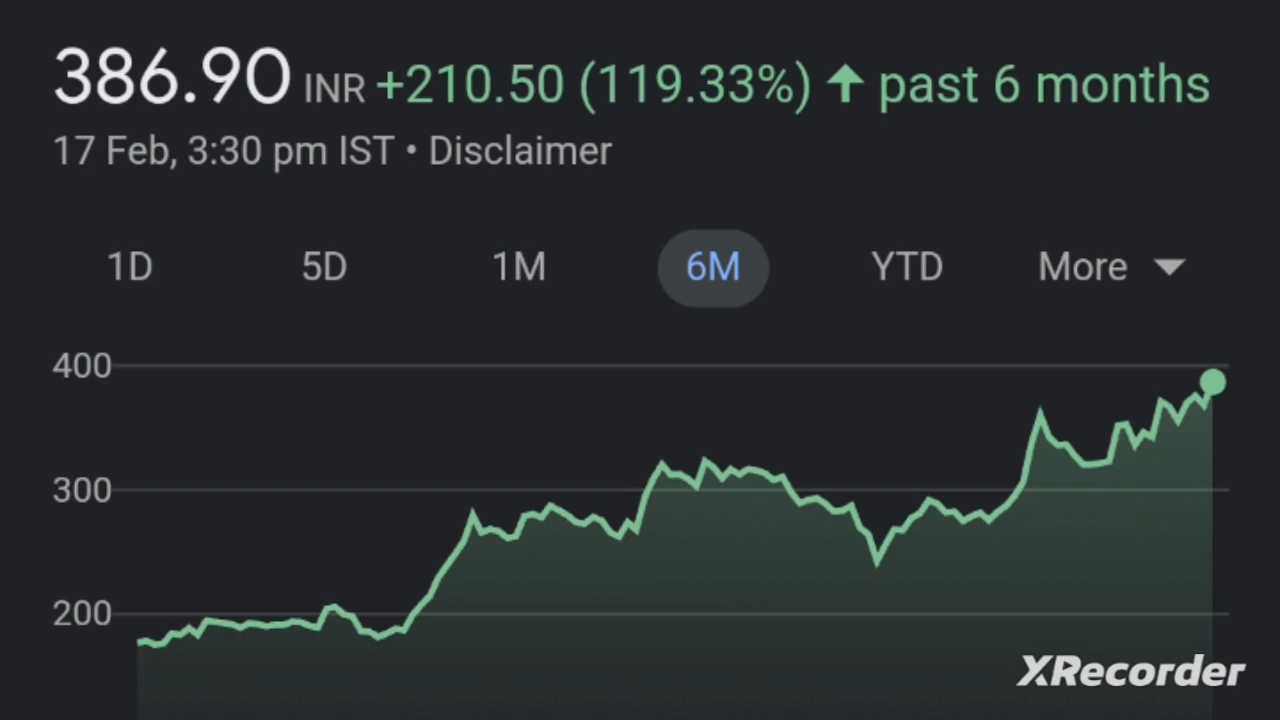 386.90 INR +210.50 (119.33%) ↑ past 6 months
17 Feb, 3:30 pm IST • Disclaimer
1D 5D 1M 6M YTD More
400
300
200
XRecorder